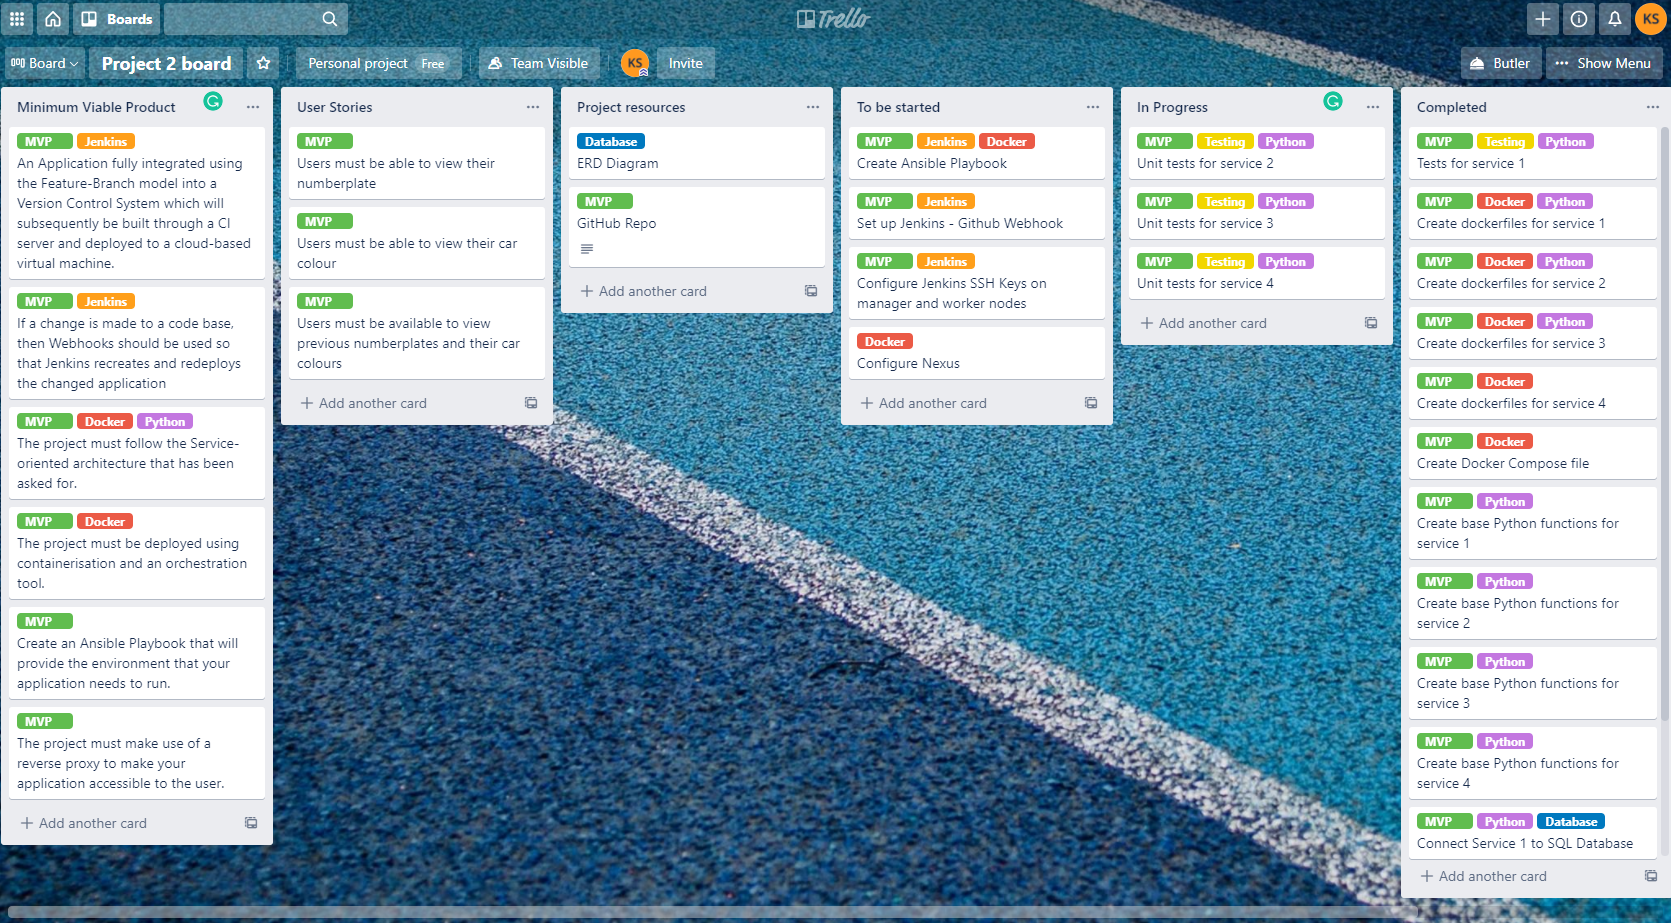 Boards
Trello
KS
Board
Project 2 board
Personal project Free
Team Visible
KS
Invite
Butler
Show Menu
Minimum Viable Product
MVP Jenkins
An Application fully integrated using
the Feature-Branch model into a
Version Control System which will
subsequently be built through a CI
server and deployed to a cloud-based
virtual machine.
MVP Jenkins
If a change is made to a code base,
then Webhooks should be used so
that Jenkins recreates and redeploys
the changed application
MVP Docker Python
The project must follow the Service-
oriented architecture that has been
asked for.
MVP Docker
The project must be deployed using
containerisation and an orchestration
tool.
MVP
Create an Ansible Playbook that will
provide the environment that your
application needs to run.
MVP
The project must make use of a
reverse proxy to make your
application accessible to the user.
Add another card
User Stories
MVP
Users must be able to view their
numberplate
MVP
Users must be able to view their car
colour
MVP
Users must be available to view
previous numberplates and their car
colours
Add another card
Project resources
Database
ERD Diagram
MVP
GitHub Repo
Add another card
To be started
MVP Jenkins Docker
Create Ansible Playbook
MVP Jenkins
Set up Jenkins - Github Webhook
MVP Jenkins
Configure Jenkins SSH Keys on
manager and worker nodes
Docker
Configure Nexus
Add another card
In Progress
MVP Testing Python
Unit tests for service 2
MVP Testing Python
Unit tests for service 3
MVP Testing Python
Unit tests for service 4
Add another card
Completed
MVP Testing Python
Tests for service 1
MVP Docker Python
Create dockerfiles for service 1
MVP Docker Python
Create dockerfiles for service 2
MVP Docker Python
Create dockerfiles for service 3
MVP Docker
Create dockerfiles for service 4
MVP Docker
Create Docker Compose file
MVP Python
Create base Python functions for
service 1
MVP Python
Create base Python functions for
service 2
MVP Python
Create base Python functions for
service 3
MVP Python
Create base Python functions for
service 4
MVP Python Database
Connect Service 1 to SQL Database
Add another card